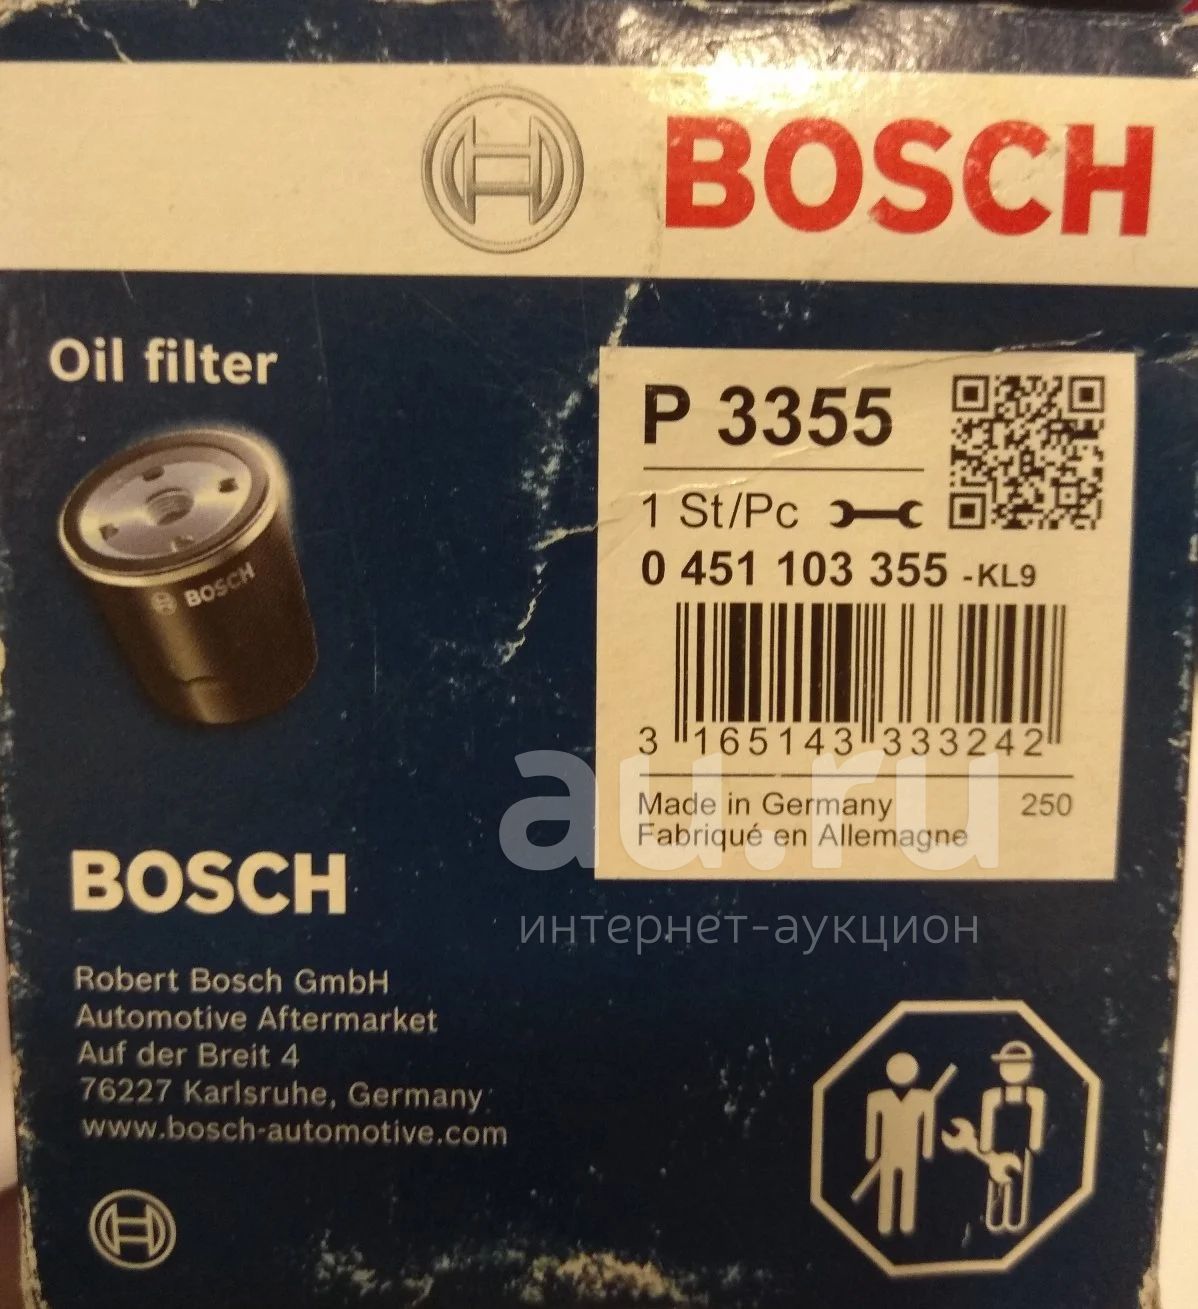 BOSCH
Oil filter
BOSCH
P 3355
1 St/Pc
0 451 103 355 -KL9
3 165143 333242
Made in Germany 250
Fabriqué en Allemagne
au.ru
интернет-аукцион
BOSCH
Robert Bosch GmbH
Automotive Aftermarket
Auf der Breit 4
76227 Karlsruhe, Germany
www.bosch-automotive.com